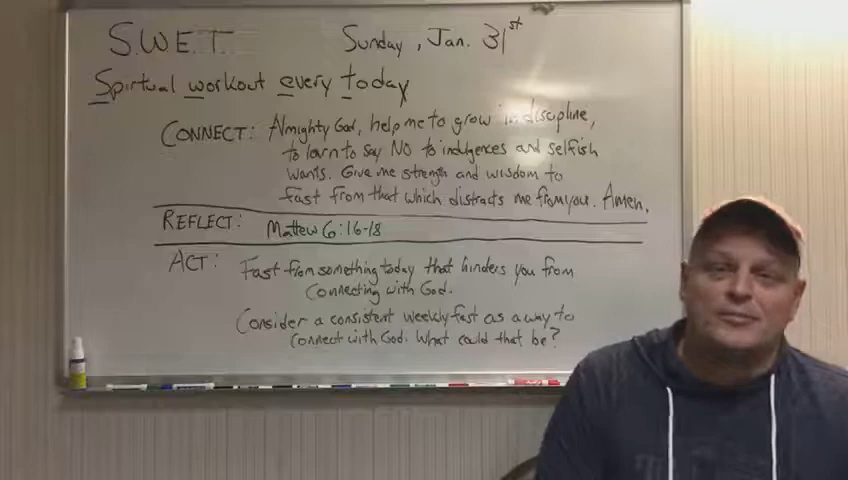 S.W.E.T. Sunday, Jan. 31st
Spirtual workout every today
CONNECT: Almighty God, help me to grow in discipline,
to learn to say NO to indulgences and selfish
wants. Give me strength and wisdom to
fast from that which distracts me from you. Amen.
REFLECT: Mattew 6:16-18
ACT: Fast from something today that hinders you from
connecting with God.
Consider a consistent weekly fast as a way to
connect with God. What could that be?